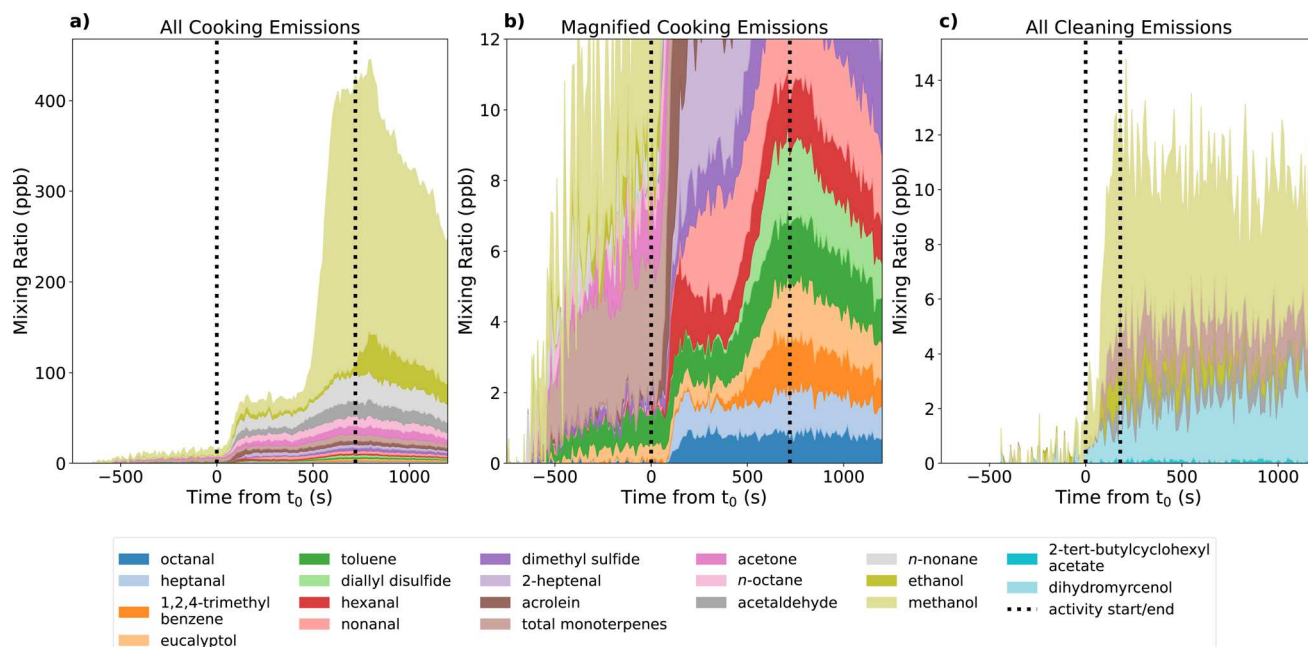 a) All Cooking Emissions
b) Magnified Cooking Emissions
c) All Cleaning Emissions
Mixing Ratio (ppb)
400
300
200
100
0
−500 0 500 1000
Time from t₀ (s)
Mixing Ratio (ppb)
12
10
8
6
4
2
0
−500 0 500 1000
Time from t₀ (s)
Mixing Ratio (ppb)
14
12
10
8
6
4
2
0
−500 0 500 1000
Time from t₀ (s)
octanal
heptanal
1,2,4-trimethyl
benzene
eucalyptol
toluene
diallyl disulfide
hexanal
nonanal
dimethyl sulfide
2-heptenal
acrolein
total monoterpenes
acetone
n-octane
acetaldehyde
n-nonane
ethanol
methanol
2-tert-butylcyclohexyl
acetate
dihydromyrcenol
activity start/end